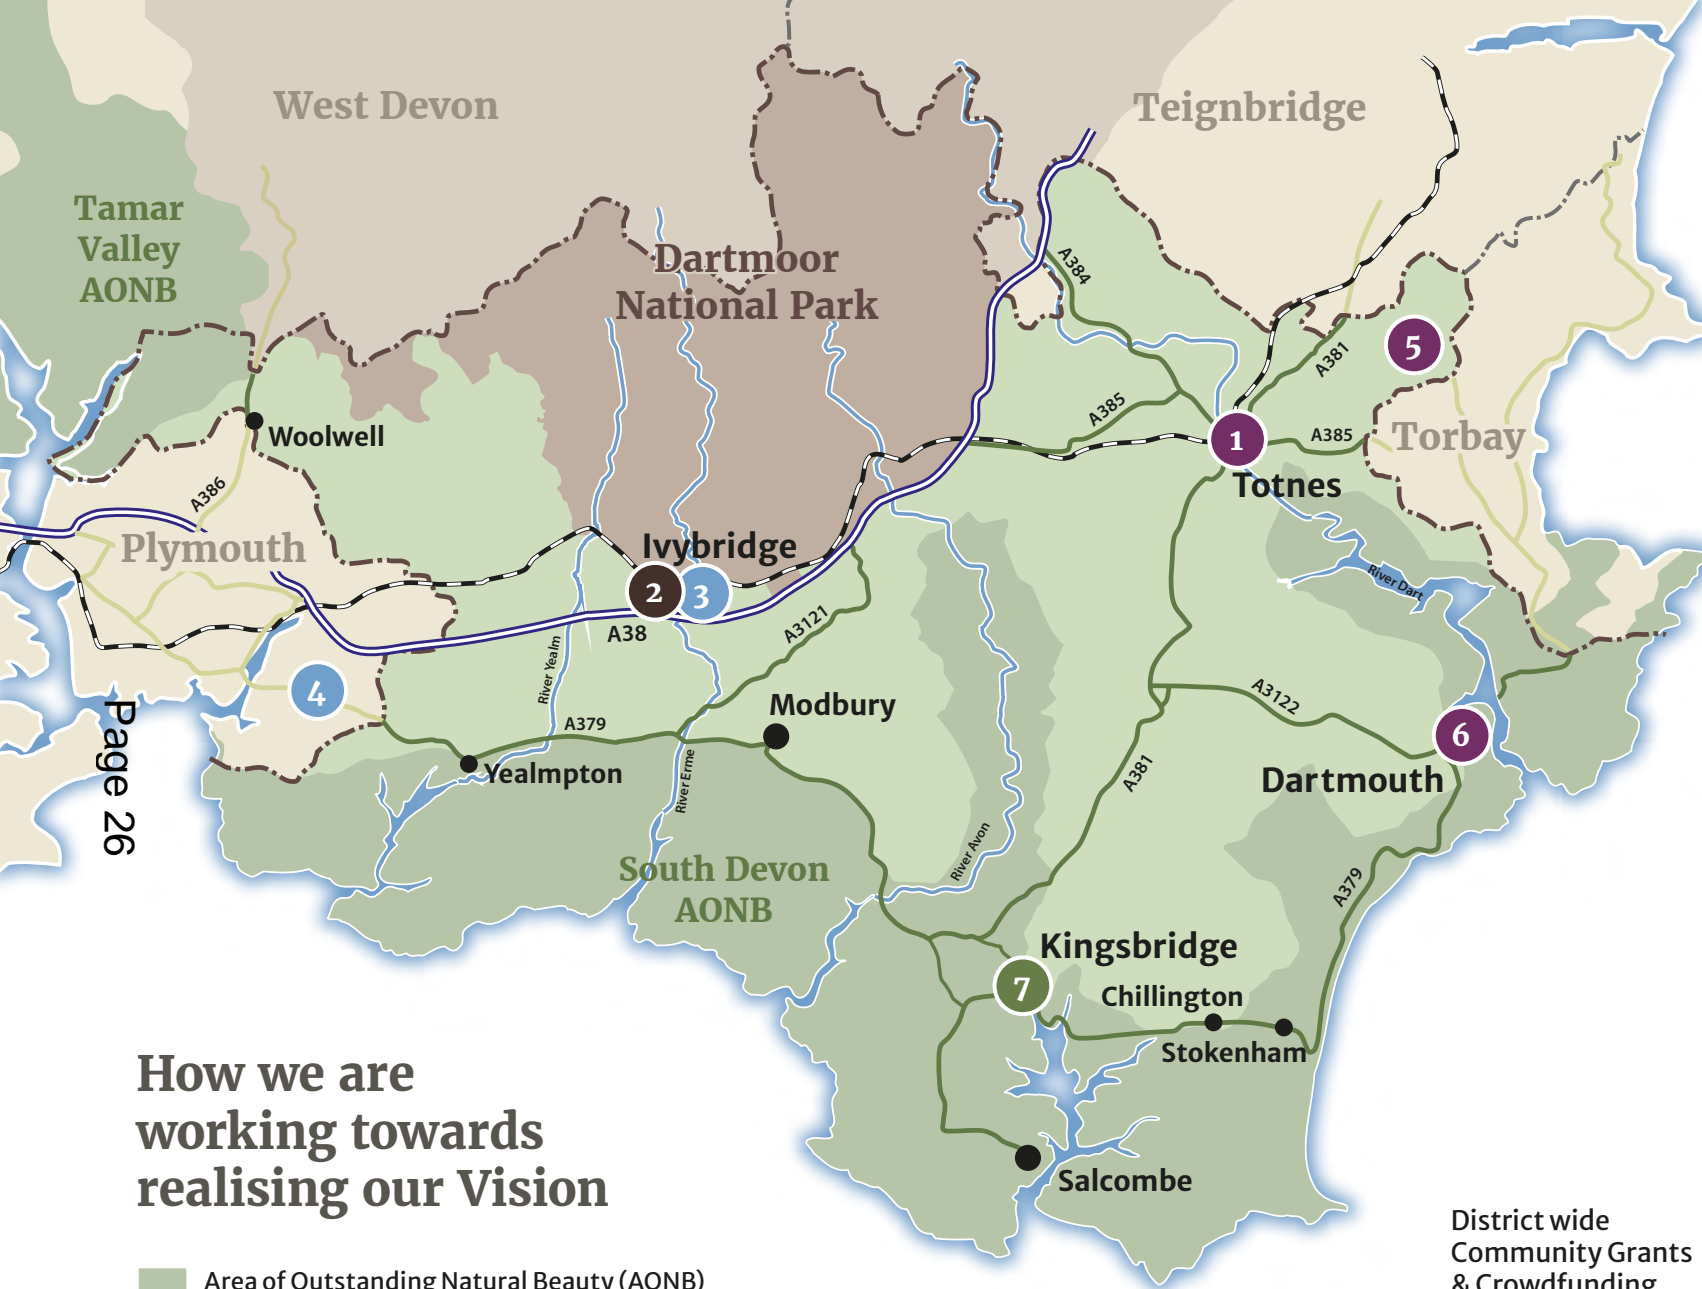 West Devon
Teignbridge
Tamar
Valley
AONB
Dartmoor
National Park
A384
A381
5
A385
A385
1
Torbay
Totnes
Woolwell
A386
Plymouth
Ivybridge
2
3
A38
A3121
River Dart
River Yealm
4
Modbury
A379
A3122
6
Dartmouth
Yealmpton
River Erme
A381
Page 26
South Devon
AONB
River Avon
A379
Kingsbridge
7
Chillington
Stokenham
Salcombe
How we are
working towards
realising our Vision
Area of Outstanding Natural Beauty (AONB)
District wide
Community Grants
& Crowdfunding